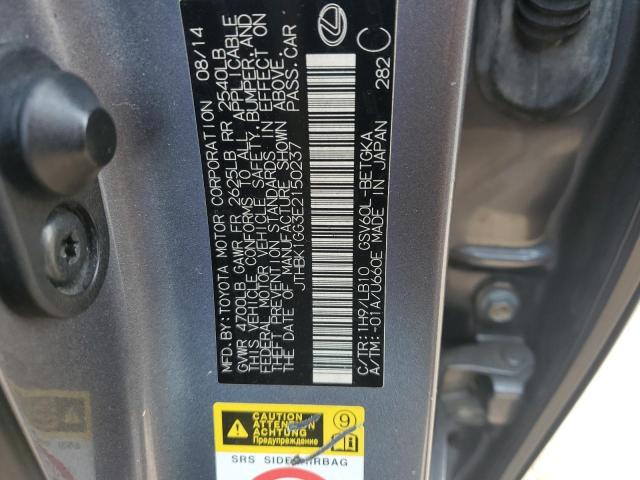 MFD. BY: TOYOTA MOTOR CORPORATION 08/14
GVWR 4700LB GAWR FR 2625LB RR 2540LB
THIS VEHICLE CONFORMS TO ALL APPLICABLE
FEDERAL MOTOR VEHICLE SAFETY, BUMPER, AND
THEFT PREVENTION STANDARDS IN EFFECT ON
THE DATE OF MANUFACTURE SHOWN ABOVE.
JTHBK1GG3E2150237 PASS. CAR
C/TR: 1H9/LB10 GSV60L-BETGKA
A/TM: -01A/U660E MADE IN JAPAN
282 C
CAUTION
ATTENTION
Предупреждение
9
SRS SIDE AIRBAG